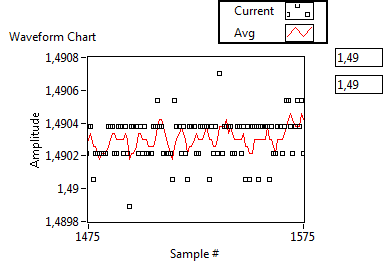 Current
Avg
Waveform Chart
1,49
1,49
1,4908
1,4906
1,4904
1,4902
1,49
1,4898
Amplitude
1475
1575
Sample #